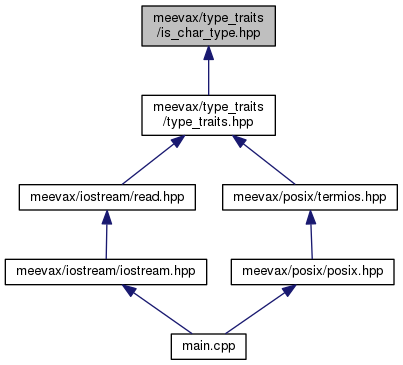 meevax/type_traits
/is_char_type.hpp
meevax/type_traits
/type_traits.hpp
meevax/iostream/read.hpp
meevax/posix/termios.hpp
meevax/iostream/iostream.hpp
meevax/posix/posix.hpp
main.cpp